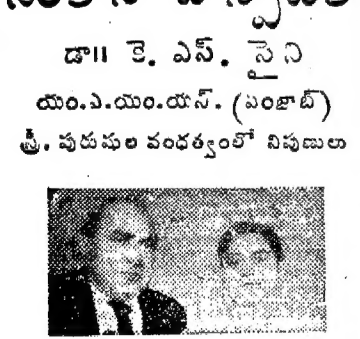 డా॥ కె. ఎస్. సైని
యం.ఎ.యం.యస్. (పంజాబ్)
స్త్రీ. పురుషుల వంధత్వంలో నిపుణులు